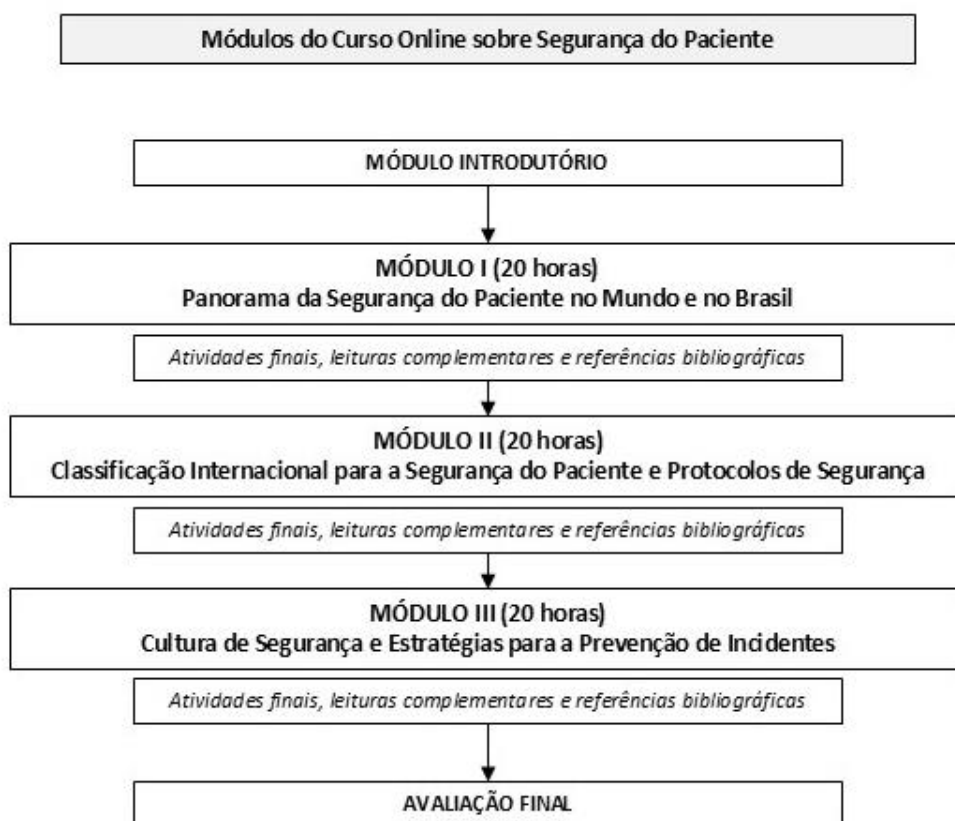 Módulos do Curso Online sobre Segurança do Paciente
MÓDULO INTRODUTÓRIO
MÓDULO I (20 horas)
Panorama da Segurança do Paciente no Mundo e no Brasil
Atividades finais, leituras complementares e referências bibliográficas
MÓDULO II (20 horas)
Classificação Internacional para a Segurança do Paciente e Protocolos de Segurança
Atividades finais, leituras complementares e referências bibliográficas
MÓDULO III (20 horas)
Cultura de Segurança e Estratégias para a Prevenção de Incidentes
Atividades finais, leituras complementares e referências bibliográficas
AVALIAÇÃO FINAL